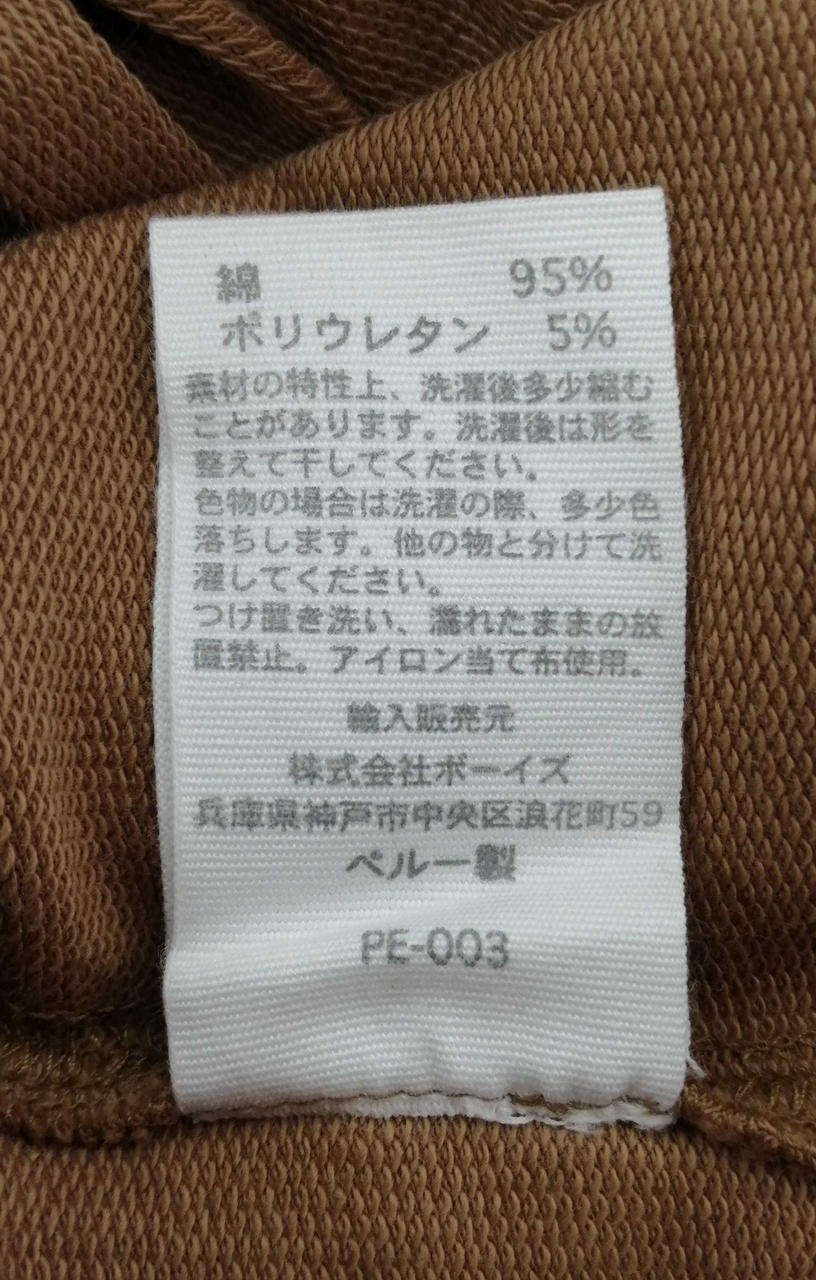 綿 95%
ポリウレタン 5%
素材の特性上、洗濯後多少縮む
ことがあります。洗濯後は形を
整えて干してください。
色物の場合は洗濯の際、多少色
落ちします。他の物と分けて洗
濯してください。
つけ置き洗い、濡れたままの放
置禁止。アイロン当て布使用。
輸入販売元
株式会社ボーイズ
兵庫県神戸市中央区浪花町59
ペルー製
PE-003